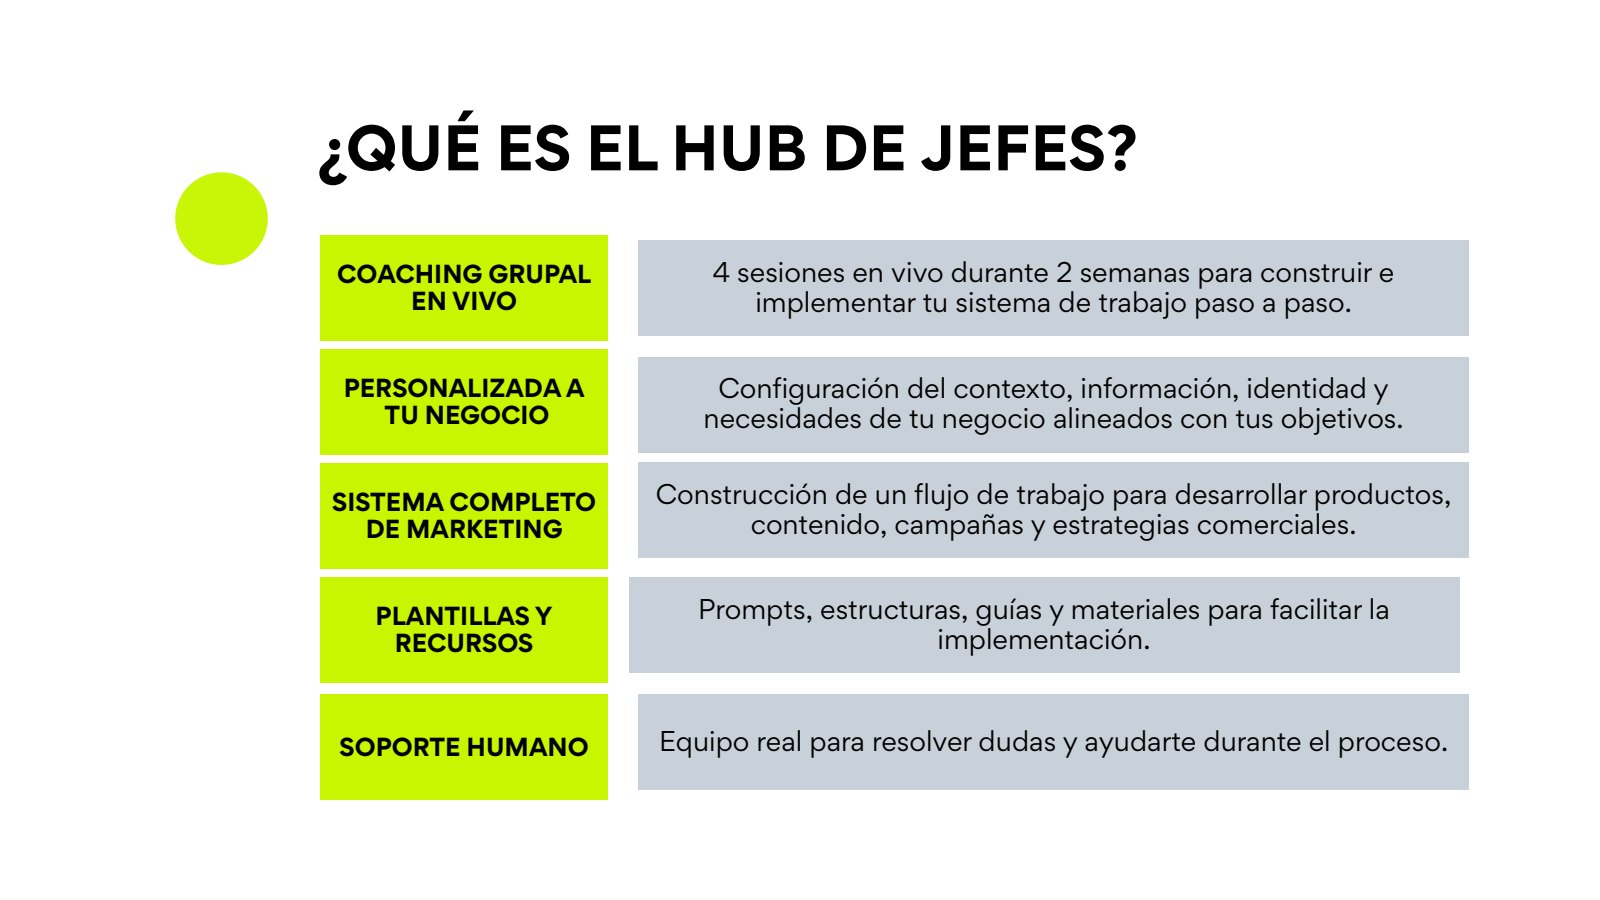 ¿QUÉ ES EL HUB DE JEFES?
COACHING GRUPAL
EN VIVO
4 sesiones en vivo durante 2 semanas para construir e
implementar tu sistema de trabajo paso a paso.
PERSONALIZADA A
TU NEGOCIO
Configuración del contexto, información, identidad y
necesidades de tu negocio alineados con tus objetivos.
SISTEMA COMPLETO
DE MARKETING
Construcción de un flujo de trabajo para desarrollar productos,
contenido, campañas y estrategias comerciales.
PLANTILLAS Y
RECURSOS
Prompts, estructuras, guías y materiales para facilitar la
implementación.
SOPORTE HUMANO
Equipo real para resolver dudas y ayudarte durante el proceso.